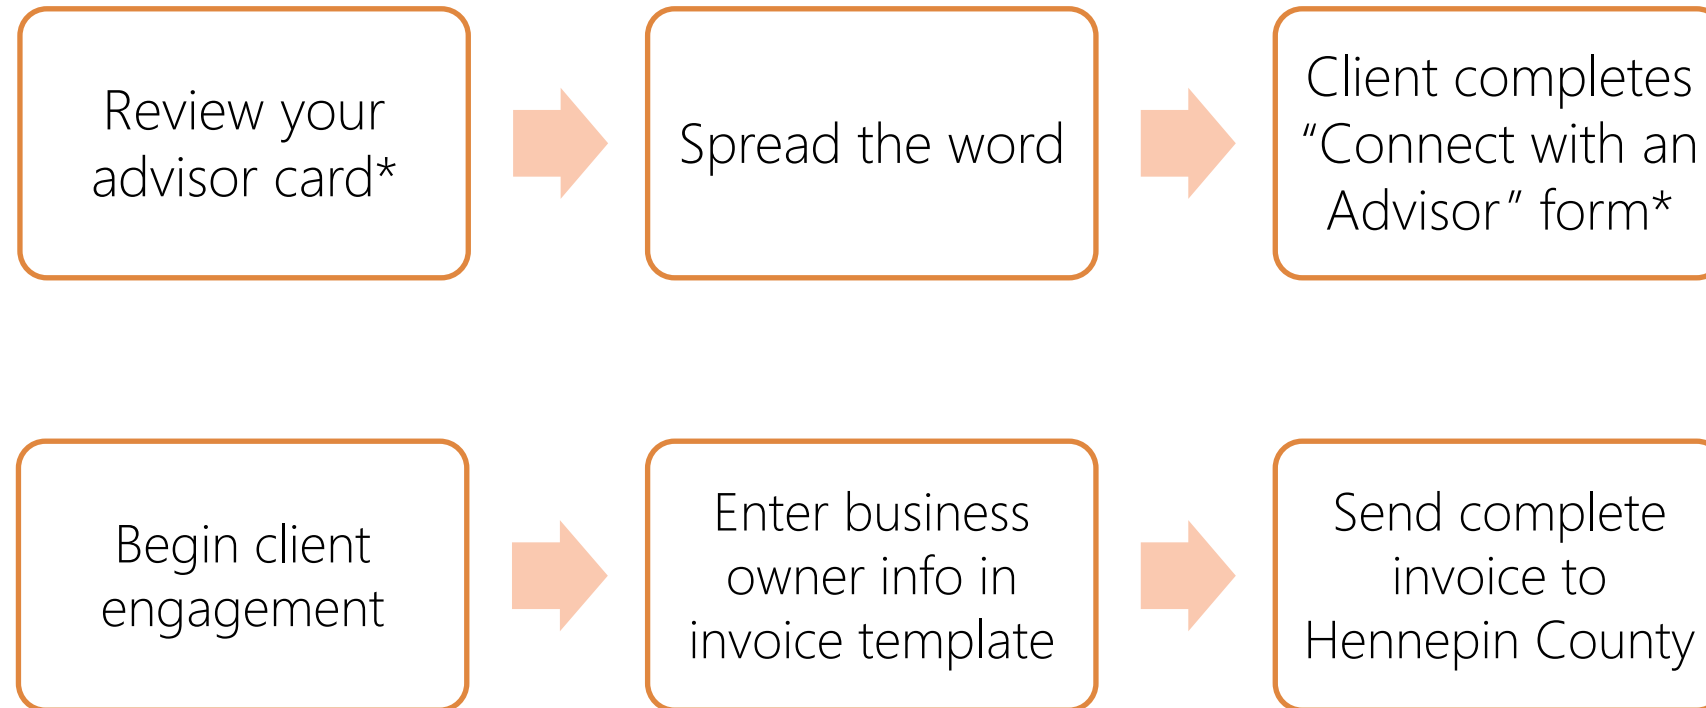 Review your
advisor card*
Spread the word
Client completes
“Connect with an
Advisor” form*
Begin client
engagement
Enter business
owner info in
invoice template
Send complete
invoice to
Hennepin County